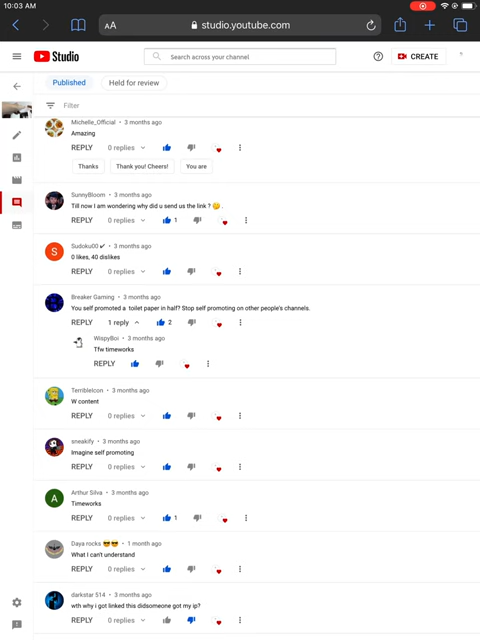 10:03 AM
AA
studio.youtube.com
Studio
Search across your channel
CREATE
Published
Held for review
Filter
Michelle_Official • 3 months ago
Amazing
REPLY 0 replies
Thanks Thank you! Cheers! You are
SunnyBloom • 3 months ago
Till now I am wondering why did u send us the link ? 😳 .
REPLY 0 replies 1
S
Sudoku00 ✔ • 3 months ago
0 likes, 40 dislikes
REPLY 0 replies
Breaker Gaming • 3 months ago
You self promoted a toilet paper in half? Stop self promoting on other people's channels.
REPLY 1 reply 2
WispyBoi • 3 months ago
Tfw timeworks
REPLY
TerribleIcon • 3 months ago
W content
REPLY 0 replies
sneakify • 3 months ago
Imagine self promoting
REPLY 0 replies
A
Arthur Silva • 3 months ago
Timeworks
REPLY 0 replies 1
Daya rocks 😎😎 • 1 month ago
What I can't understand
REPLY 0 replies
darkstar 514 • 3 months ago
wth why i got linked this didsomeone got my ip?
REPLY 0 replies